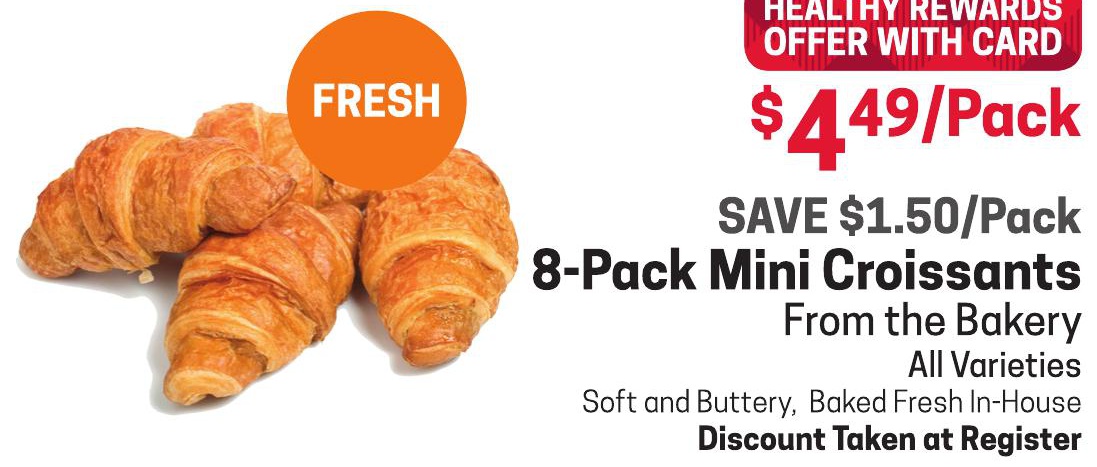 FRESH
HEALTHY REWARDS
OFFER WITH CARD
$4 49/Pack
SAVE $1.50/Pack
8-Pack Mini Croissants
From the Bakery
All Varieties
Soft and Buttery, Baked Fresh In-House
Discount Taken at Register